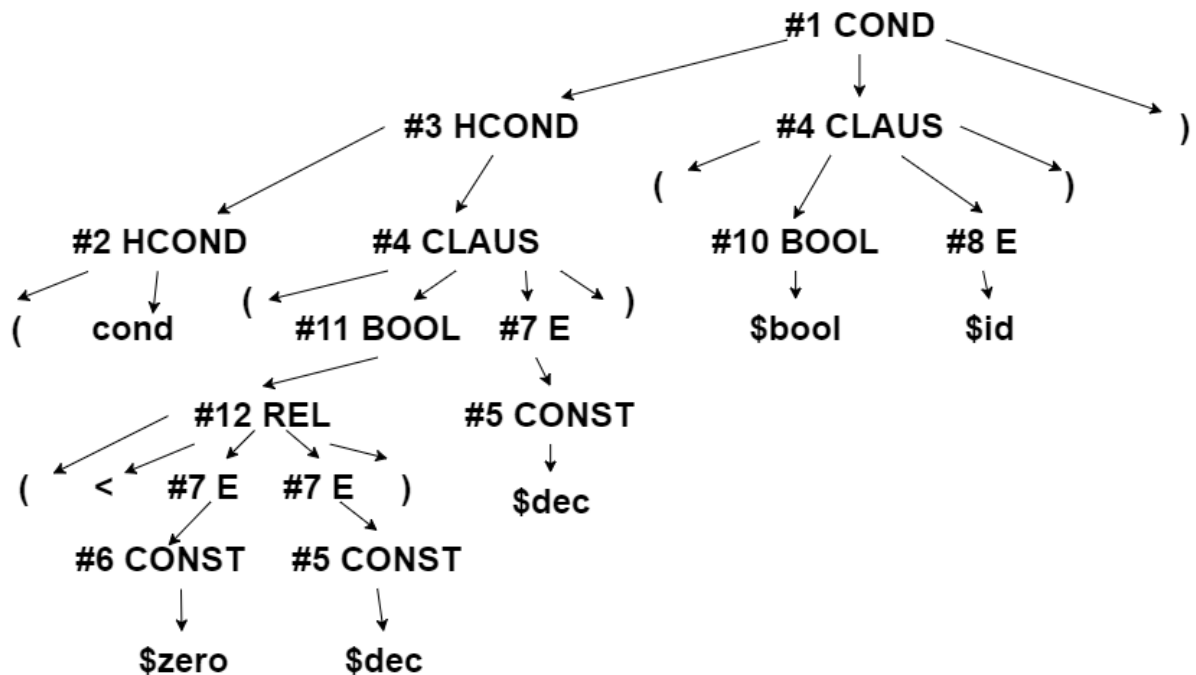 #1 COND
#3 HCOND #4 CLAUS )
( )
#2 HCOND #4 CLAUS #10 BOOL #8 E
( )
( cond #11 BOOL #7 E $bool $id
#12 REL #5 CONST
( < #7 E #7 E ) $dec
#6 CONST #5 CONST
$zero $dec